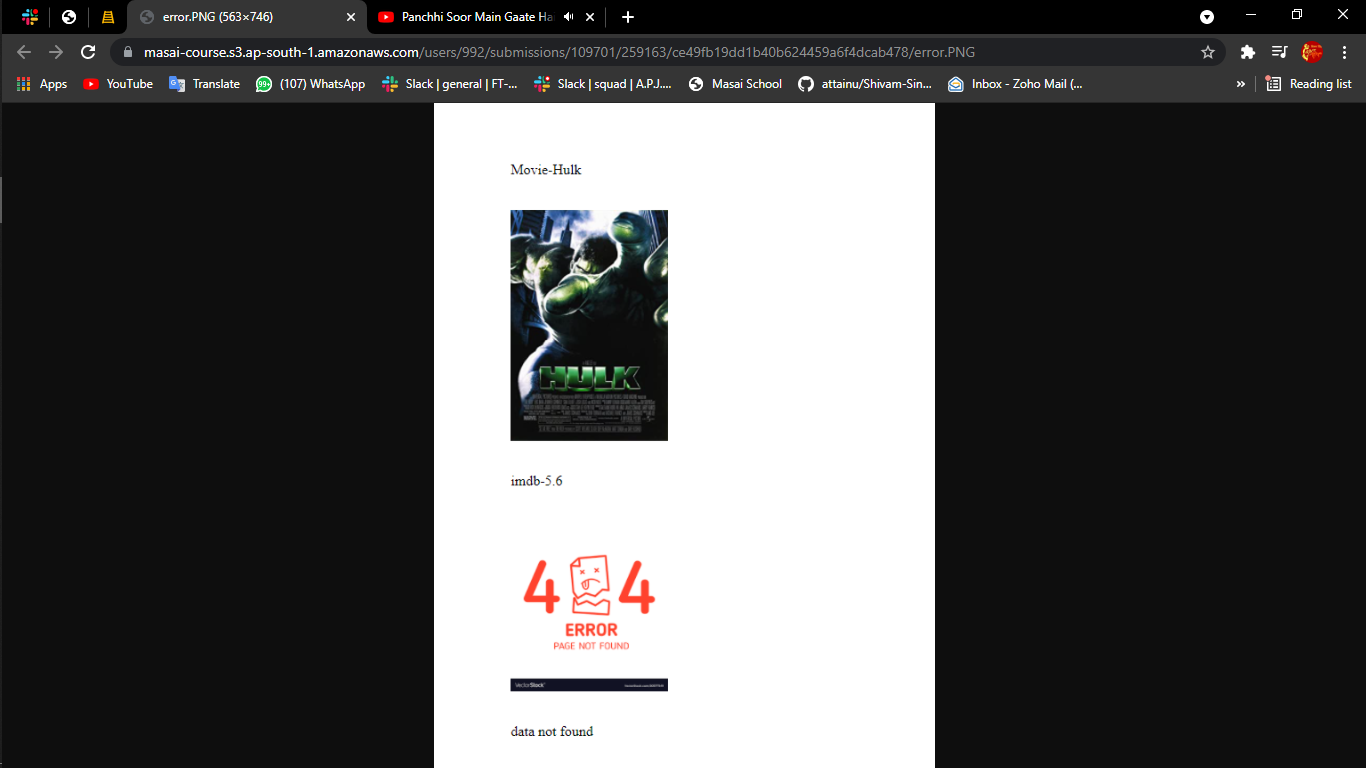 error.PNG (563×746)
Panchhi Soor Main Gaate Ha
masai-course.s3.ap-south-1.amazonaws.com/users/992/submissions/109701/259163/ce49fb19dd1b40b624459a6f4dcab478/error.PNG
Apps YouTube Translate 99+ (107) WhatsApp Slack | general | FT-... Slack | squad | A.P.J.... Masai School attainu/Shivam-Sin... Inbox - Zoho Mail (... » Reading list
Movie-Hulk
HULK
imdb-5.6
4 4
ERROR
PAGE NOT FOUND
VectorStock
data not found